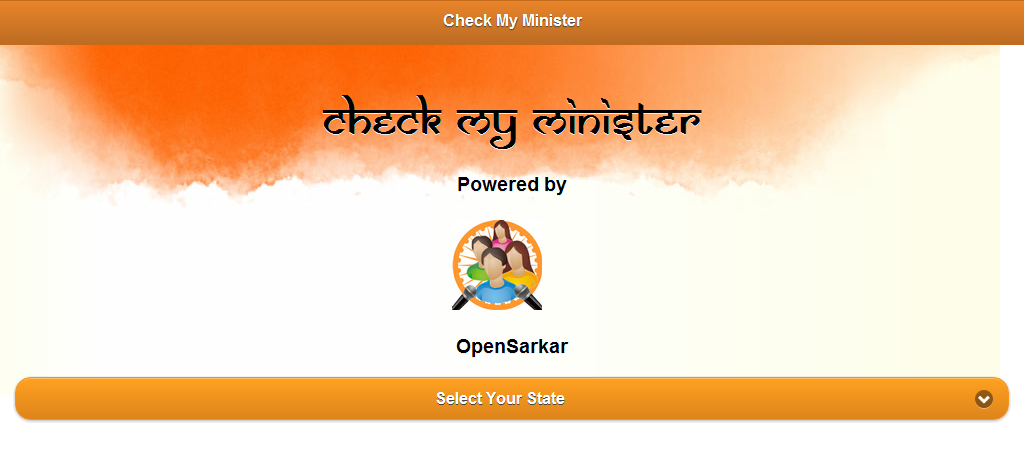 Check My Minister
CHECK MY MINISTER
Powered by
OpenSarkar
Select Your State